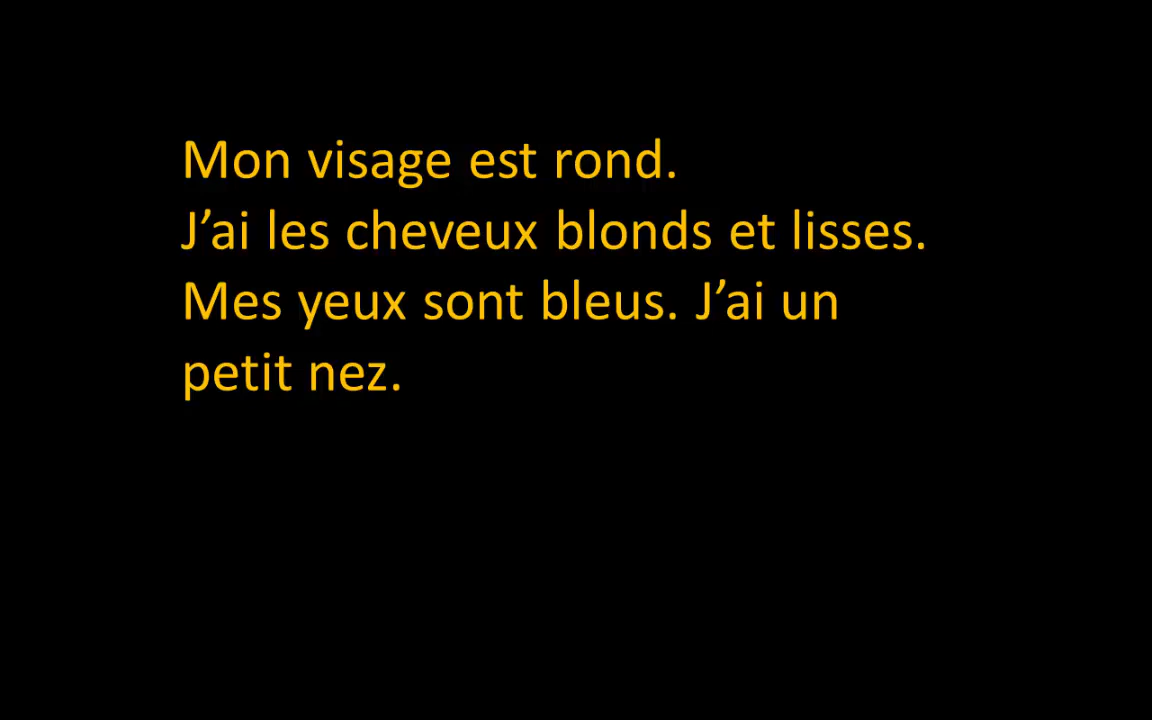 Mon visage est rond.
J’ai les cheveux blonds et lisses.
Mes yeux sont bleus. J’ai un
petit nez.